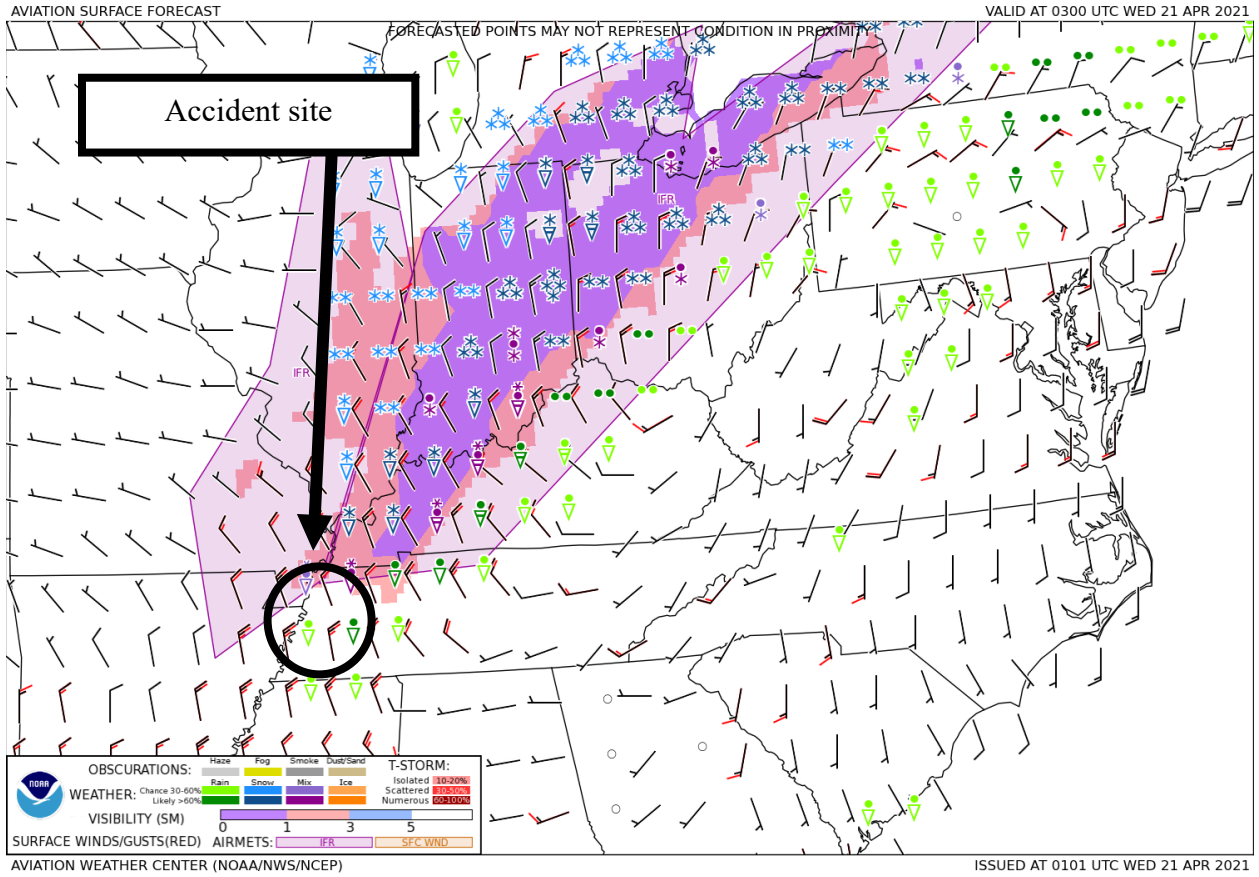 AVIATION SURFACE FORECAST VALID AT 0300 UTC WED 21 APR 2021
FORECASTED POINTS MAY NOT REPRESENT CONDITION IN PROXIMITY
Accident site
IFR
IFR
Haze Fog Smoke Dust/Sand
OBSCURATIONS: T-STORM:
Rain Snow Mix Ice Isolated 10-20%
WEATHER: Chance 30-60% Scattered 30-50%
Likely >60% Numerous 60-100%
NOAA
VISIBILITY (SM) 0 1 3 5
SURFACE WINDS/GUSTS(RED) AIRMETS: IFR SFC WND
AVIATION WEATHER CENTER (NOAA/NWS/NCEP) ISSUED AT 0101 UTC WED 21 APR 2021